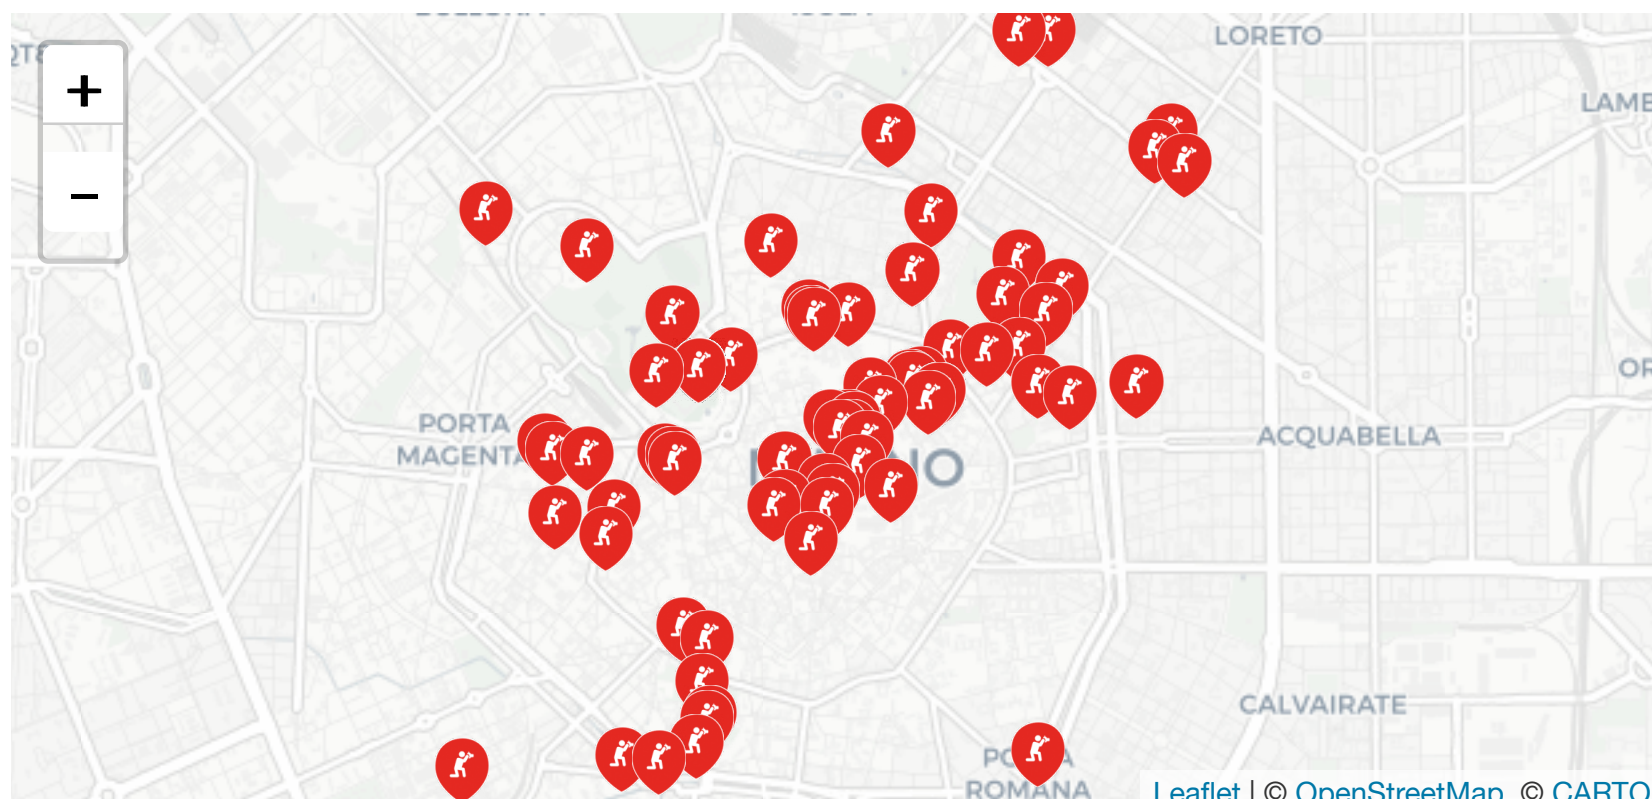 LORETO
LAMB
+
−
PORTA
MAGENTA
ACQUABELLA
CALVAIRATE
ROMANA
Leaflet | © OpenStreetMap, © CARTO